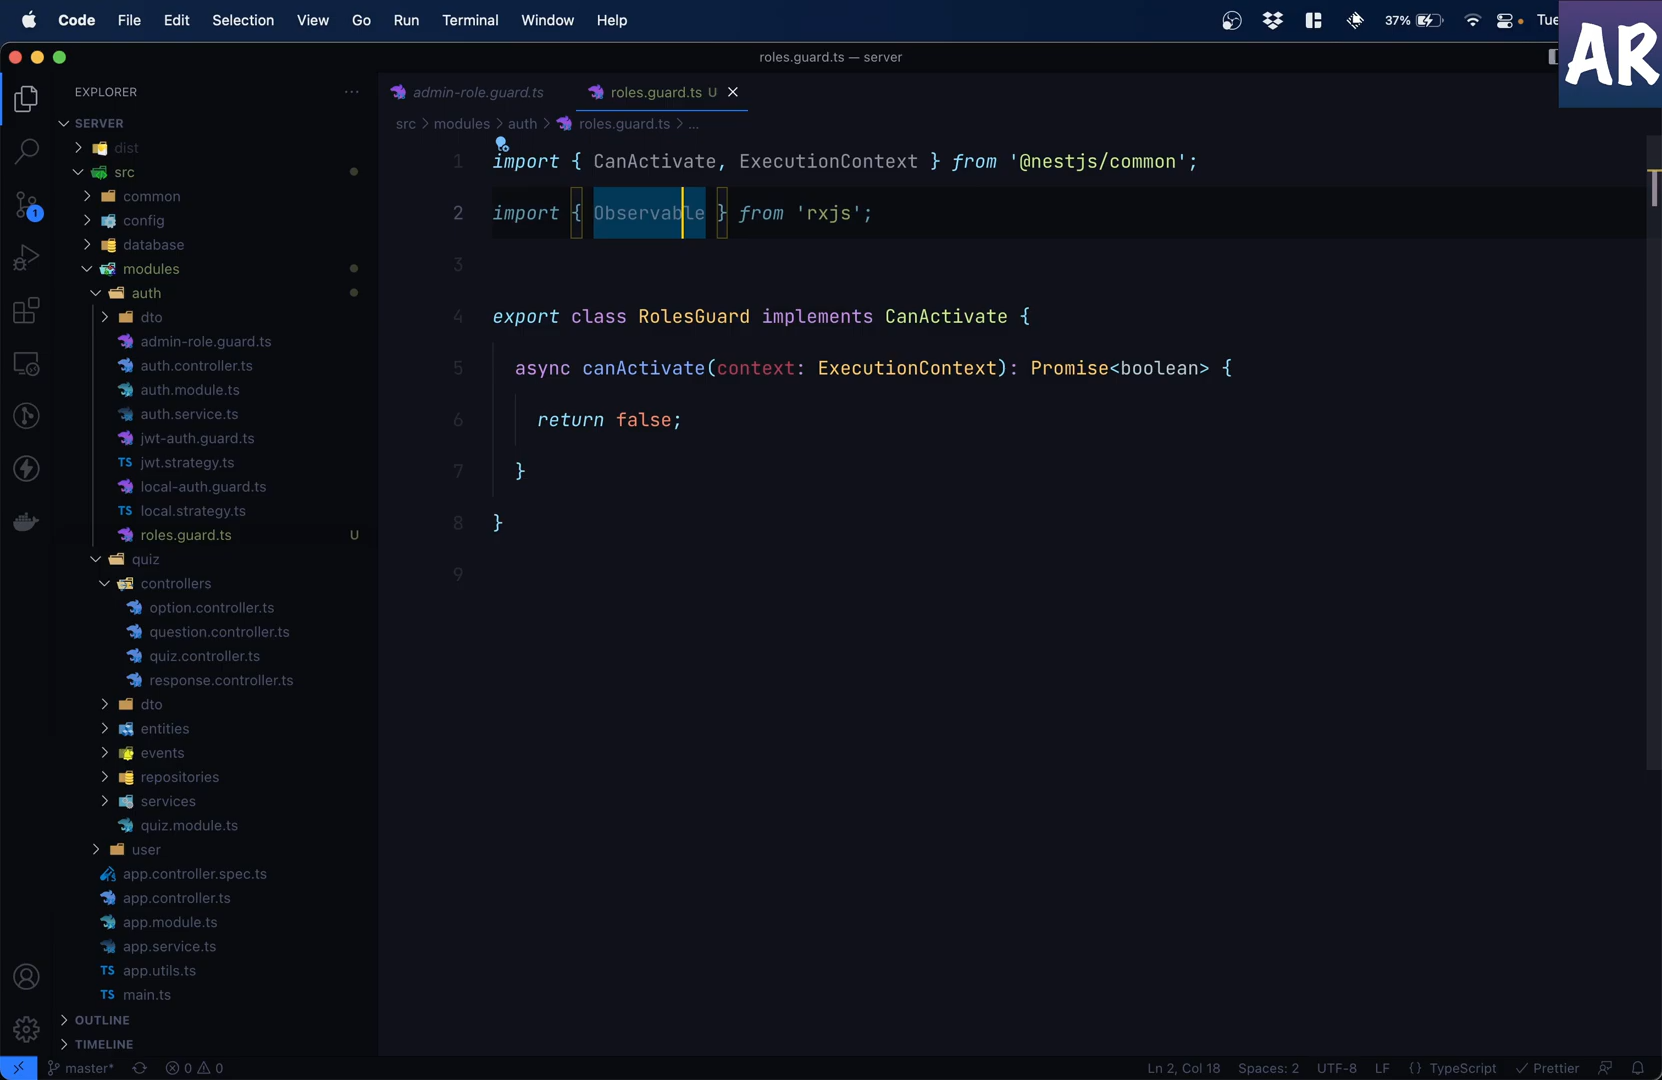 Code File Edit Selection View Go Run Terminal Window Help 37% Tue
AR
roles.guard.ts — server
EXPLORER ...
admin-role.guard.ts roles.guard.ts U
SERVER
src > modules > auth > roles.guard.ts > ...
dist
src
common
config
database
modules
auth
dto
admin-role.guard.ts
auth.controller.ts
auth.module.ts
auth.service.ts
jwt-auth.guard.ts
TS jwt.strategy.ts
local-auth.guard.ts
TS local.strategy.ts
roles.guard.ts U
quiz
controllers
option.controller.ts
question.controller.ts
quiz.controller.ts
response.controller.ts
dto
entities
events
repositories
services
quiz.module.ts
user
app.controller.spec.ts
app.controller.ts
app.module.ts
app.service.ts
TS app.utils.ts
TS main.ts
OUTLINE
TIMELINE
1
1 import { CanActivate, ExecutionContext } from '@nestjs/common';
2 import { Observable } from 'rxjs';
3
4 export class RolesGuard implements CanActivate {
5 async canActivate(context: ExecutionContext): Promise<boolean> {
6 return false;
7 }
8 }
9
master* 0 0 Ln 2, Col 18 Spaces: 2 UTF-8 LF {} TypeScript Prettier